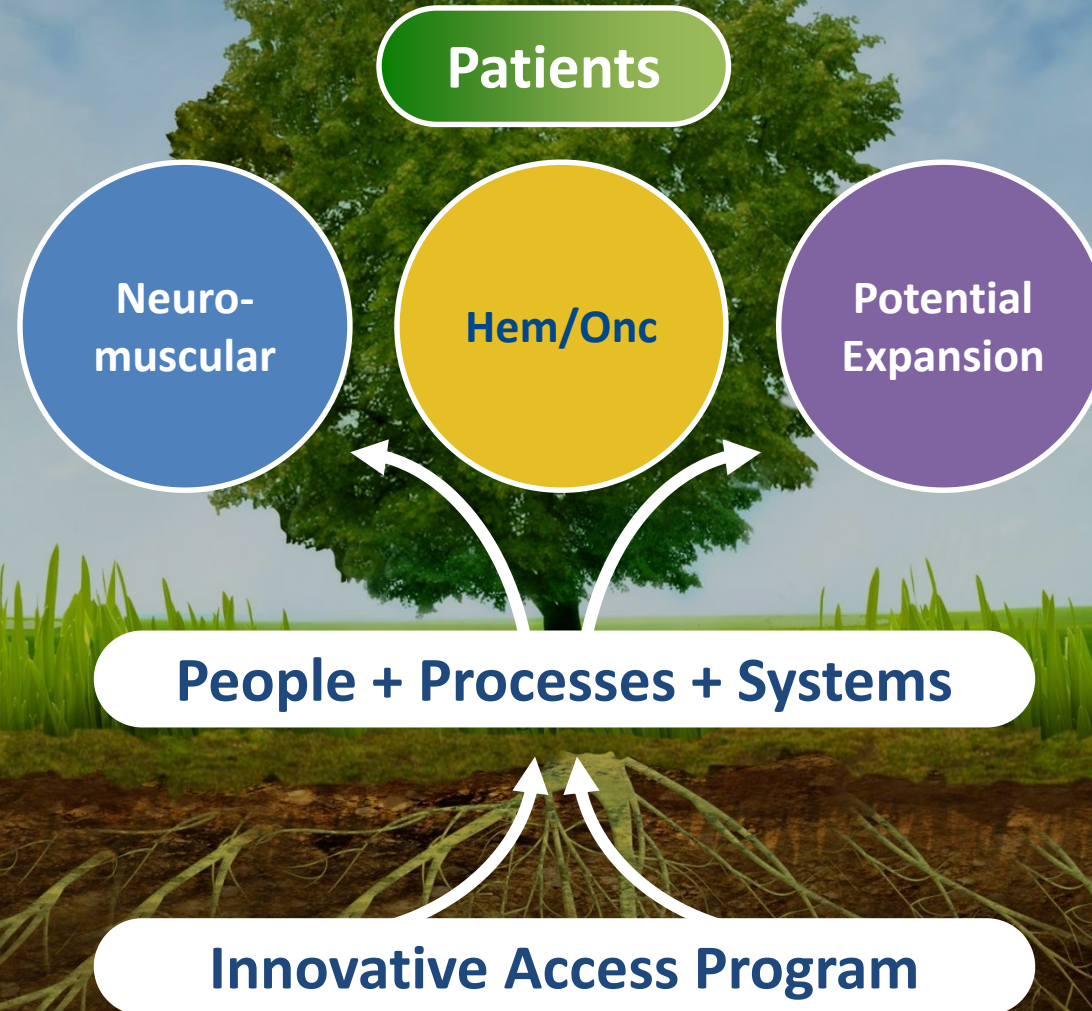 Patients
Neuro-
muscular
Hem/Onc
Potential
Expansion
People + Processes + Systems
Innovative Access Program